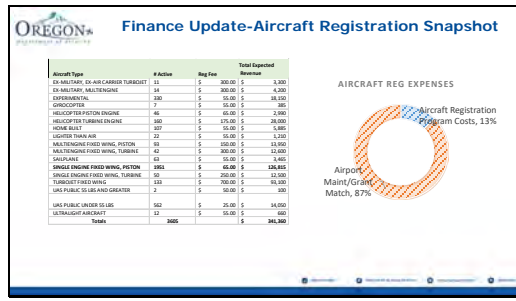 OREGON
Finance Update-Aircraft Registration Snapshot
Aircraft Type # Active Reg Fee Total Expected Revenue
EX-MILITARY, EX-AIR CARRIER TURBOJET 11 $ 300.00 $ 3,300
EX-MILITARY, MULTIENGINE 14 $ 300.00 $ 4,200
EXPERIMENTAL 330 $ 55.00 $ 18,150
GYROCOPTER 7 $ 55.00 $ 385
HELICOPTER PISTON ENGINE 46 $ 65.00 $ 2,990
HELICOPTER TURBINE ENGINE 160 $ 175.00 $ 28,000
HOME BUILT 107 $ 55.00 $ 5,885
LIGHTER THAN AIR 22 $ 55.00 $ 1,210
MULTIENGINE FIXED WING, PISTON 93 $ 150.00 $ 13,950
MULTIENGINE FIXED WING, TURBINE 42 $ 300.00 $ 12,600
SAILPLANE 63 $ 55.00 $ 3,465
SINGLE ENGINE FIXED WING, PISTON 1951 $ 65.00 $ 126,815
SINGLE ENGINE FIXED WING, TURBINE 50 $ 250.00 $ 12,500
TURBOJET FIXED WING 133 $ 700.00 $ 93,100
UAS PUBLIC 55 LBS AND GREATER 2 $ 50.00 $ 100
UAS PUBLIC UNDER 55 LBS 562 $ 25.00 $ 14,050
ULTRALIGHT AIRCRAFT 12 $ 55.00 $ 660
Totals 3605 $ 341,360
AIRCRAFT REG EXPENSES
Aircraft Registration
Program Costs, 13%
Airport
Maint/Grant
Match, 87%